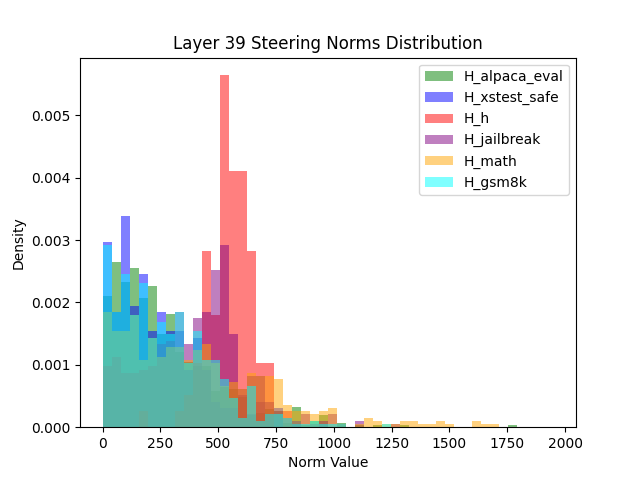 Layer 39 Steering Norms Distribution
H_alpaca_eval
H_xstest_safe
H_h
H_jailbreak
H_math
H_gsm8k
Density
0.005
0.004
0.003
0.002
0.001
0.000
0
250
500
750
1000
1250
1500
1750
2000
Norm Value